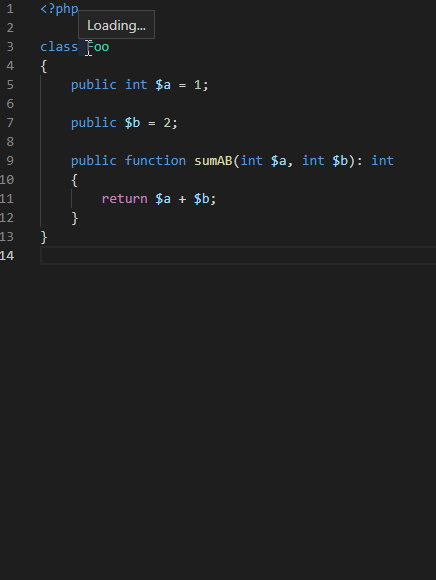 1 <?php
Loading...
2
3 class Foo
4 {
5 public int $a = 1;
6
7 public $b = 2;
8
9 public function sumAB(int $a, int $b): int
10 {
11 return $a + $b;
12 }
13 }
14